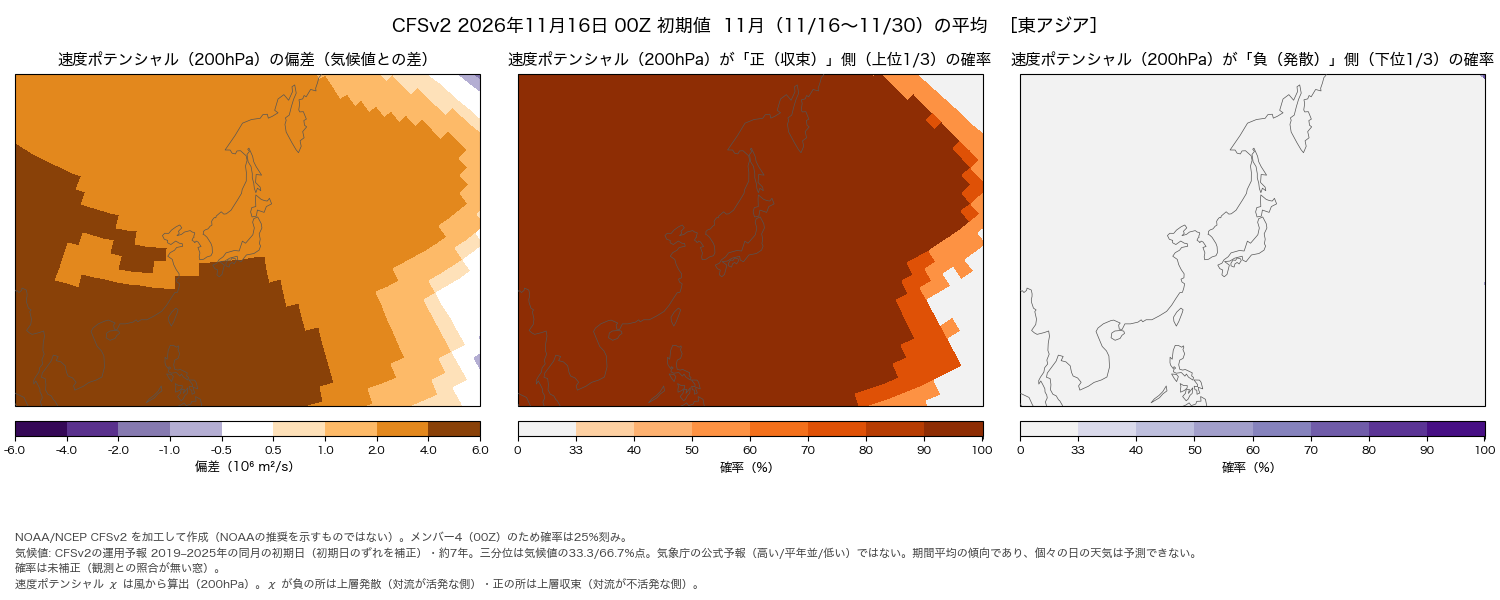 CFSv2 2026年11月16日 00Z 初期値 11月（11/16～11/30）の平均 ［東アジア］
速度ポテンシャル（200hPa）の偏差（気候値との差）
速度ポテンシャル（200hPa）が「正（収束）」側（上位1/3）の確率
速度ポテンシャル（200hPa）が「負（発散）」側（下位1/3）の確率
-6.0 -4.0 -2.0 -1.0 -0.5 0.5 1.0 2.0 4.0 6.0
偏差（10⁶ m²/s）
0 33 40 50 60 70 80 90 100
確率（%）
0 33 40 50 60 70 80 90 100
確率（%）
NOAA/NCEP CFSv2 を加工して作成（NOAAの推奨を示すものではない）。メンバー4（00Z）のため確率は25%刻み。
気候値: CFSv2の運用予報 2019–2025年の同月の初期日（初期日のずれを補正）・約7年。三分位は気候値の33.3/66.7%点。気象庁の公式予報（高い/平年並/低い）ではない。期間平均の傾向であり、個々の日の天気は予測できない。
確率は未補正（観測との照合が無い窓）。
速度ポテンシャル χ は風から算出（200hPa）。χ が負の所は上層発散（対流が活発な側）・正の所は上層収束（対流が不活発な側）。